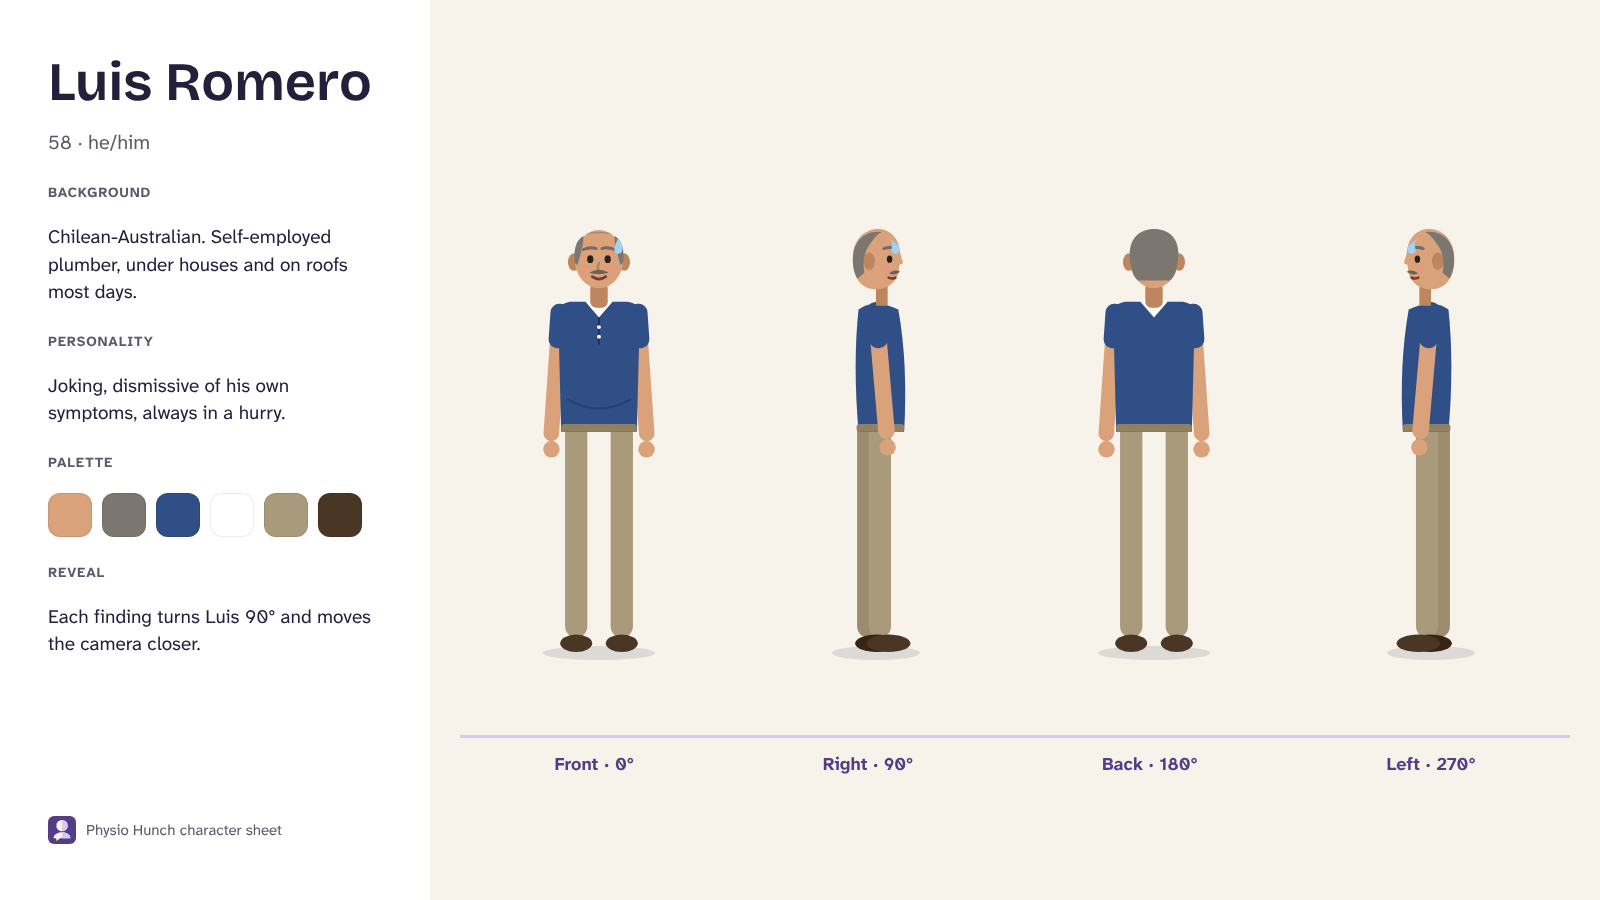 Luis Romero
58 · he/him
BACKGROUND
Chilean-Australian. Self-employed
plumber, under houses and on roofs
most days.
PERSONALITY
Joking, dismissive of his own
symptoms, always in a hurry.
PALETTE
REVEAL
Each finding turns Luis 90° and moves
the camera closer.
Physio Hunch character sheet
Front · 0°
Right · 90°
Back · 180°
Left · 270°